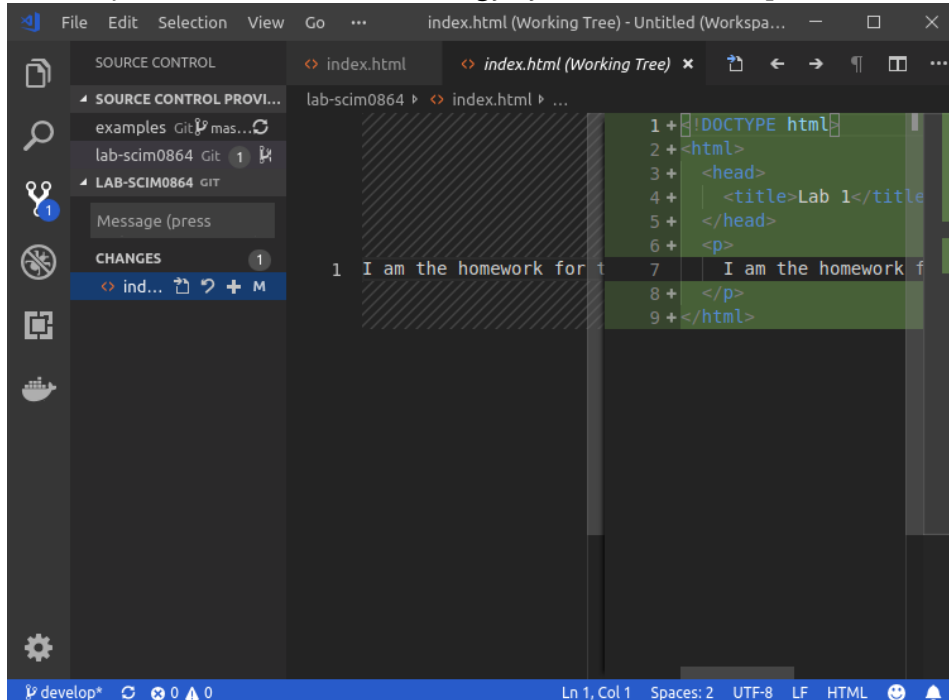 File Edit Selection View Go ··· index.html (Working Tree) - Untitled (Workspa...
SOURCE CONTROL
SOURCE CONTROL PROVI...
examples Git mas...
lab-scim0864 Git 1
LAB-SCIM0864 GIT
1
Message (press
CHANGES 1
ind... M
index.html index.html (Working Tree)
lab-scim0864 index.html ...
1 I am the homework for t
1 + <!DOCTYPE html>
2 + <html>
3 + <head>
4 + <title>Lab 1</title
5 + </head>
6 + <p>
7 I am the homework f
8 + </p>
9 + </html>
develop* 0 0 Ln 1, Col 1 Spaces: 2 UTF-8 LF HTML